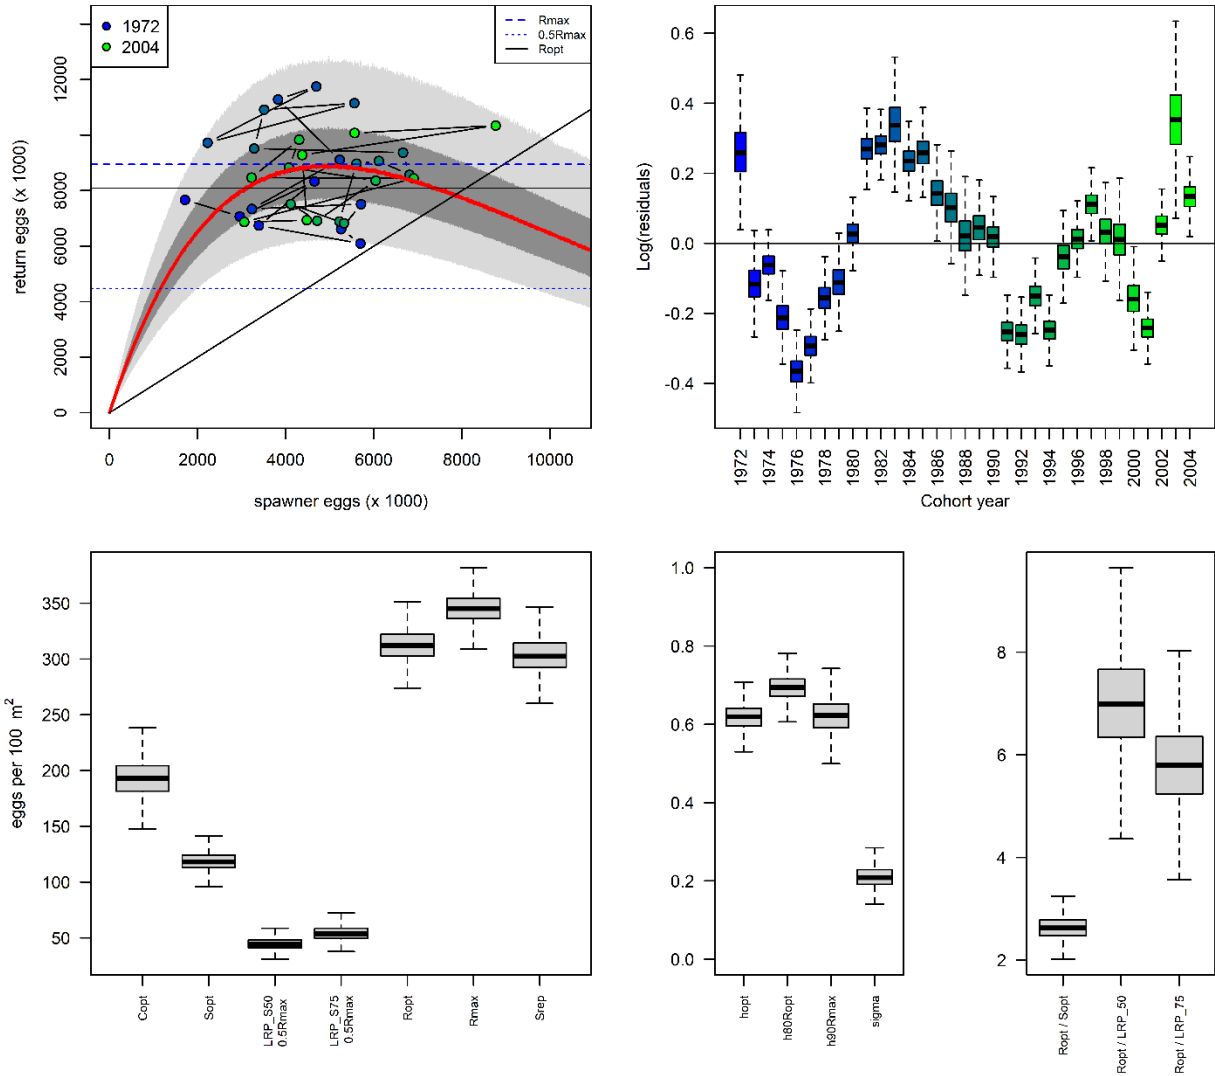 1972
2004
Rmax
0.5Rmax
Ropt
return eggs (x 1000)
0
2000
4000
6000
8000
10000
12000
0
2000
4000
6000
8000
10000
spawner eggs (x 1000)
Log(residuals)
0.6
0.4
0.2
0.0
-0.2
-0.4
1972
1974
1976
1978
1980
1982
1984
1986
1988
1990
1992
1994
1996
1998
2000
2002
2004
Cohort year
eggs per 100 m²
350
300
250
200
150
100
50
Copt
Sopt
LRP_S50
0.5Rmax
LRP_S75
0.5Rmax
Ropt
Rmax
Srep
1.0
0.8
0.6
0.4
0.2
0.0
hopt
h80Ropt
h90Rmax
sigma
8
6
4
2
Ropt / Sopt
Ropt / LRP_50
Ropt / LRP_75